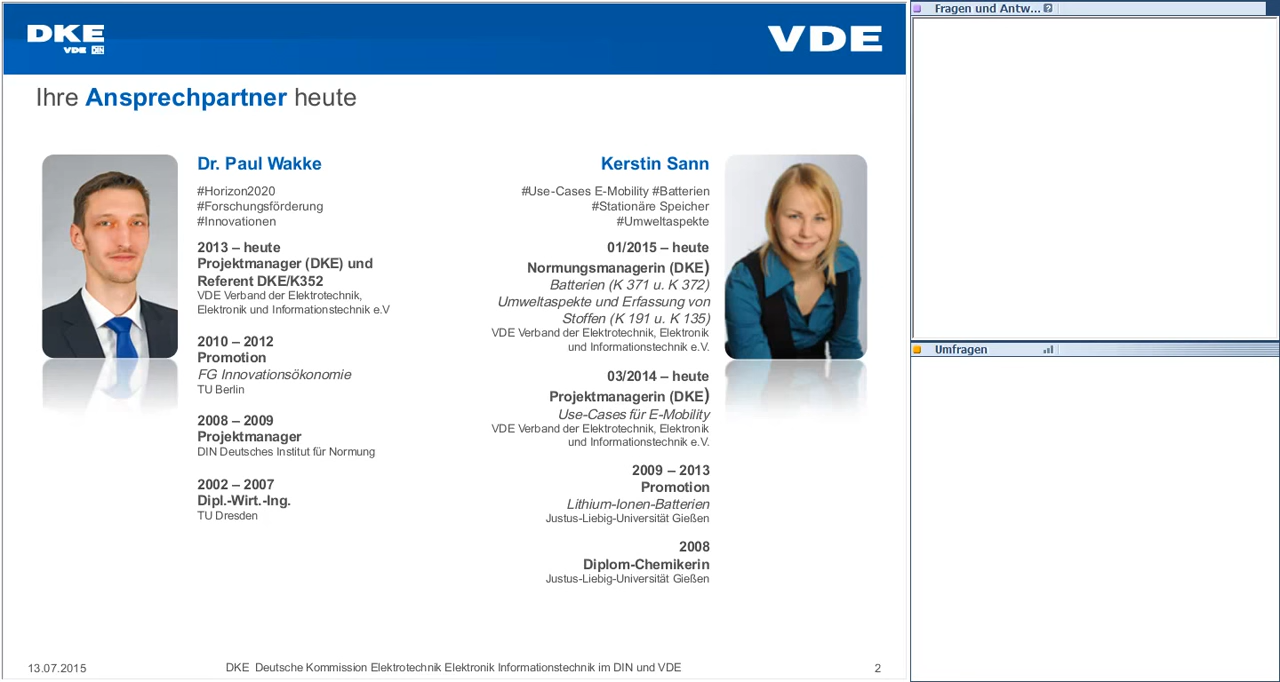 DKE
VDE DIN
VDE
Ihre Ansprechpartner heute
Dr. Paul Wakke
#Horizon2020
#Forschungsförderung
#Innovationen
2013 – heute
Projektmanager (DKE) und
Referent DKE/K352
VDE Verband der Elektrotechnik,
Elektronik und Informationstechnik e.V
2010 – 2012
Promotion
FG Innovationsökonomie
TU Berlin
2008 – 2009
Projektmanager
DIN Deutsches Institut für Normung
2002 – 2007
Dipl.-Wirt.-Ing.
TU Dresden
Kerstin Sann
#Use-Cases E-Mobility #Batterien
#Stationäre Speicher
#Umweltaspekte
01/2015 – heute
Normungsmanagerin (DKE)
Batterien (K 371 u. K 372)
Umweltaspekte und Erfassung von
Stoffen (K 191 u. K 135)
VDE Verband der Elektrotechnik, Elektronik
und Informationstechnik e.V.
03/2014 – heute
Projektmanagerin (DKE)
Use-Cases für E-Mobility
VDE Verband der Elektrotechnik, Elektronik
und Informationstechnik e.V.
2009 – 2013
Promotion
Lithium-Ionen-Batterien
Justus-Liebig-Universität Gießen
2008
Diplom-Chemikerin
Justus-Liebig-Universität Gießen
13.07.2015
DKE Deutsche Kommission Elektrotechnik Elektronik Informationstechnik im DIN und VDE
2
Fragen und Antw...
Umfragen